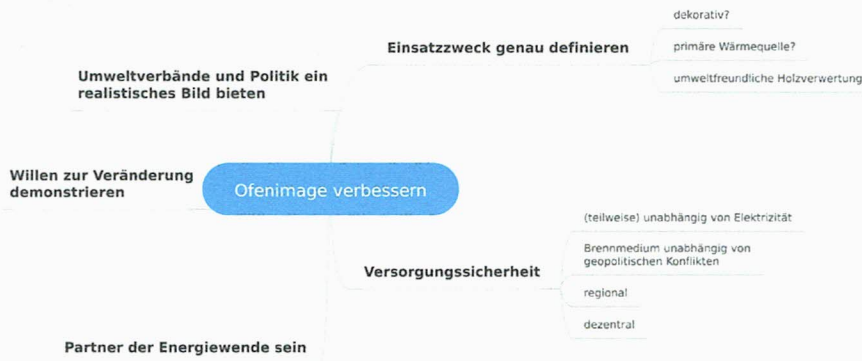 dekorativ?
Einsatzzweck genau definieren
primäre Wärmequelle?
Umweltverbände und Politik ein
realistisches Bild bieten
umweltfreundliche Holzverwertung
Willen zur Veränderung
demonstrieren
Ofenimage verbessern
(teilweise) unabhängig von Elektrizität
Brennmedium unabhängig von
geopolitischen Konflikten
Versorgungssicherheit
regional
dezentral
Partner der Energiewende sein